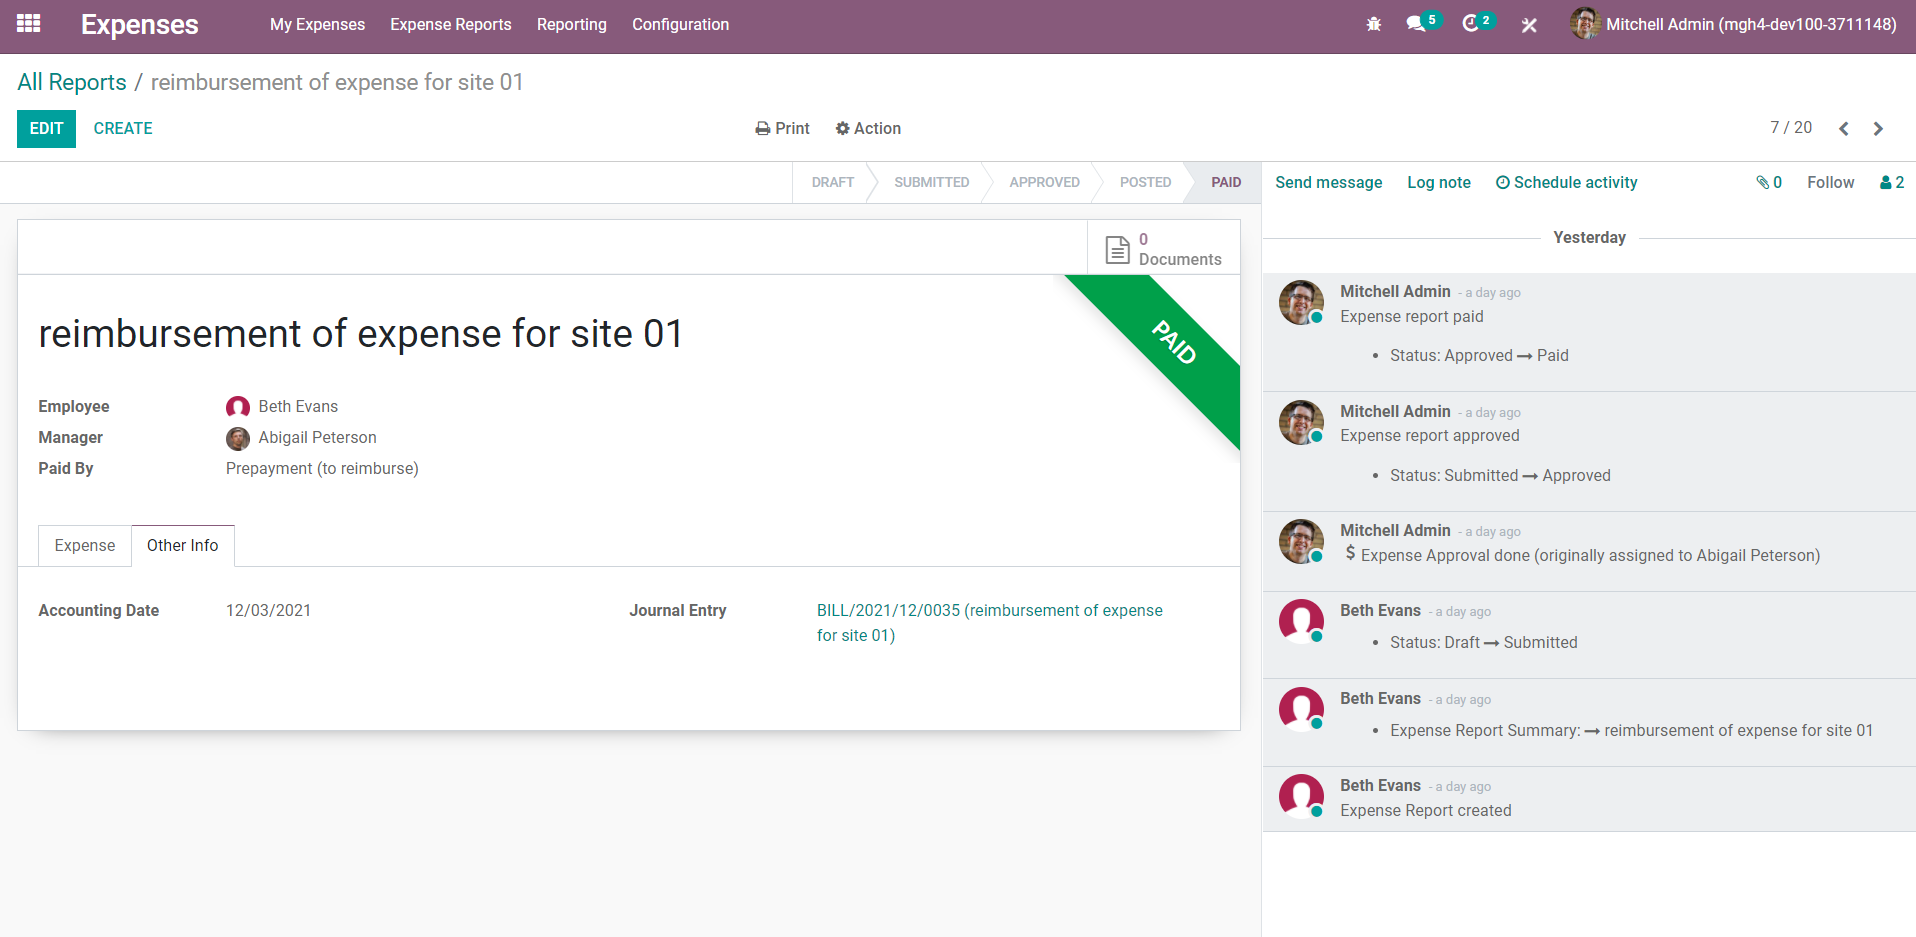 Expenses My Expenses Expense Reports Reporting Configuration 5 2 Mitchell Admin (mgh4-dev100-3711148)
All Reports / reimbursement of expense for site 01
EDIT CREATE Print Action 7 / 20
DRAFT SUBMITTED APPROVED POSTED PAID
0
Documents
PAID
reimbursement of expense for site 01
Employee Beth Evans
Manager Abigail Peterson
Paid By Prepayment (to reimburse)
Expense Other Info
Accounting Date 12/03/2021 Journal Entry BILL/2021/12/0035 (reimbursement of expense
for site 01)
Send message Log note Schedule activity 0 Follow 2
Yesterday
Mitchell Admin - a day ago
Expense report paid
• Status: Approved → Paid
Mitchell Admin - a day ago
Expense report approved
• Status: Submitted → Approved
Mitchell Admin - a day ago
$ Expense Approval done (originally assigned to Abigail Peterson)
Beth Evans - a day ago
• Status: Draft → Submitted
Beth Evans - a day ago
• Expense Report Summary: → reimbursement of expense for site 01
Beth Evans - a day ago
Expense Report created